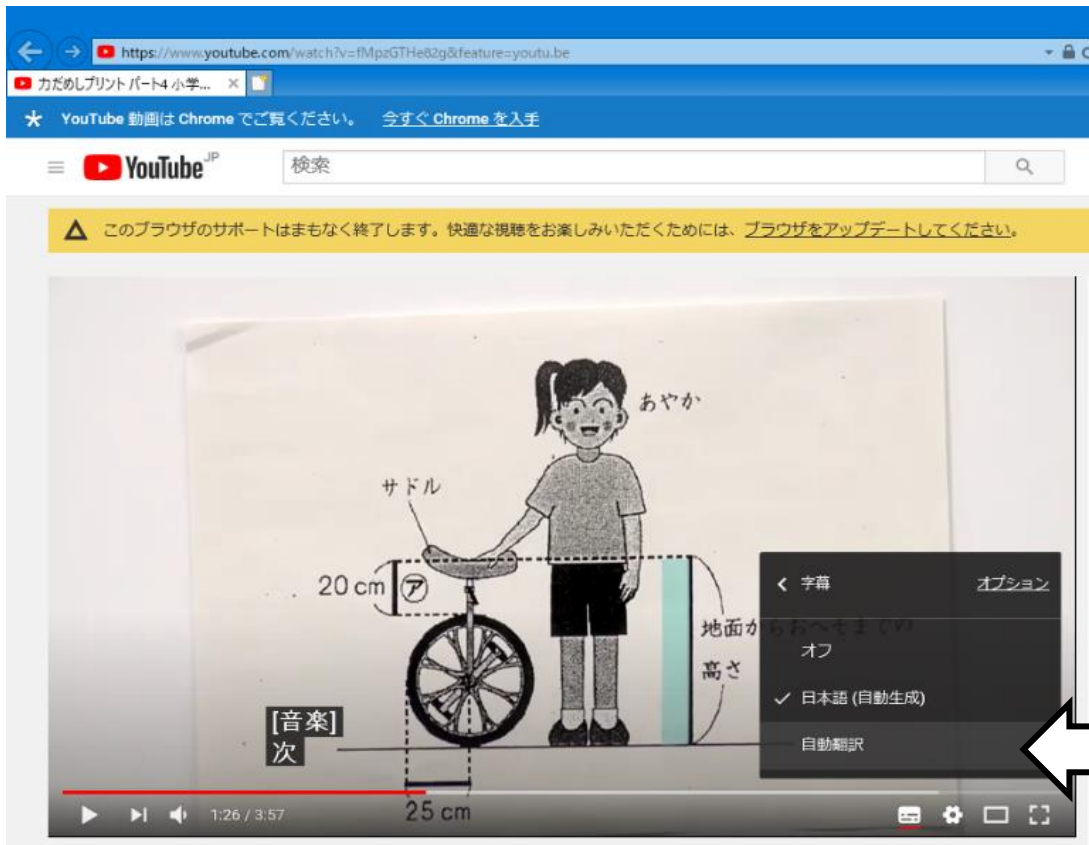 https://www.youtube.com/watch?v=fMpzGTHe82g&feature=youtu.be
力だめしプリント パート4 小学...
YouTube 動画は Chrome でご覧ください。 今すぐ Chrome を入手
YouTube JP
検索
このブラウザのサポートはまもなく終了します。快適な視聴をお楽しみいただくためには、ブラウザをアップデートしてください。
あやか
サドル
20 cm ㋐
地面からおへそまでの
高さ
字幕 オプション
オフ
日本語 (自動生成)
自動翻訳
[音楽]
次
25 cm
1:26 / 3:57